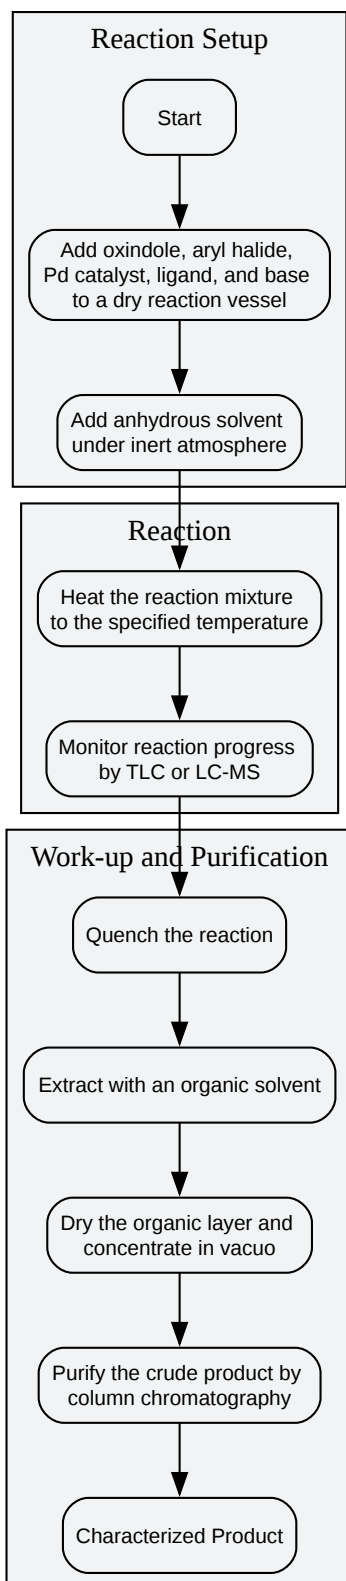 Reaction Setup
Start
Add oxindole, aryl halide,
Pd catalyst, ligand, and base
to a dry reaction vessel
Add anhydrous solvent
under inert atmosphere
Reaction
Heat the reaction mixture
to the specified temperature
Monitor reaction progress
by TLC or LC-MS
Work-up and Purification
Quench the reaction
Extract with an organic solvent
Dry the organic layer and
concentrate in vacuo
Purify the crude product by
column chromatography
Characterized Product